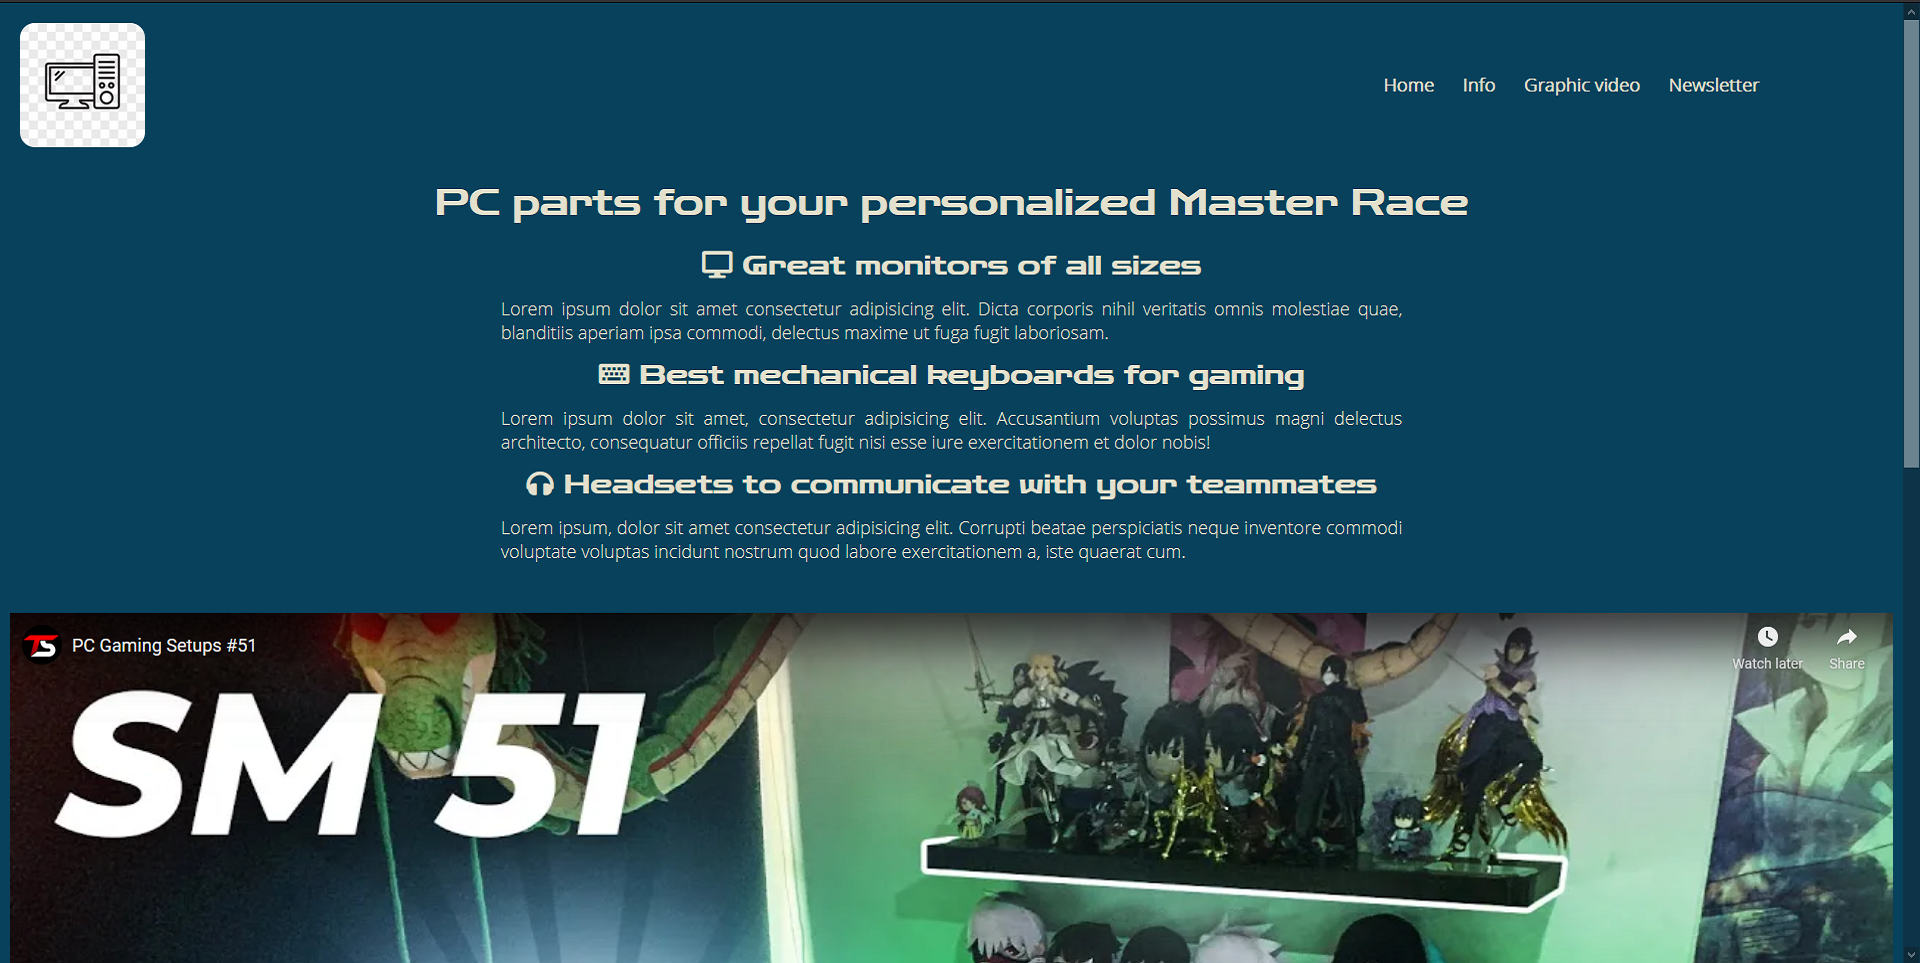 Home Info Graphic video Newsletter
PC parts for your personalized Master Race
Great monitors of all sizes
Lorem ipsum dolor sit amet consectetur adipisicing elit. Dicta corporis nihil veritatis omnis molestiae quae,
blanditiis aperiam ipsa commodi, delectus maxime ut fuga fugit laboriosam.
Best mechanical keyboards for gaming
Lorem ipsum dolor sit amet, consectetur adipisicing elit. Accusantium voluptas possimus magni delectus
architecto, consequatur officiis repellat fugit nisi esse iure exercitationem et dolor nobis!
Headsets to communicate with your teammates
Lorem ipsum, dolor sit amet consectetur adipisicing elit. Corrupti beatae perspiciatis neque inventore commodi
voluptate voluptas incidunt nostrum quod labore exercitationem a, iste quaerat cum.
TS PC Gaming Setups #51
Watch later Share
SM 51